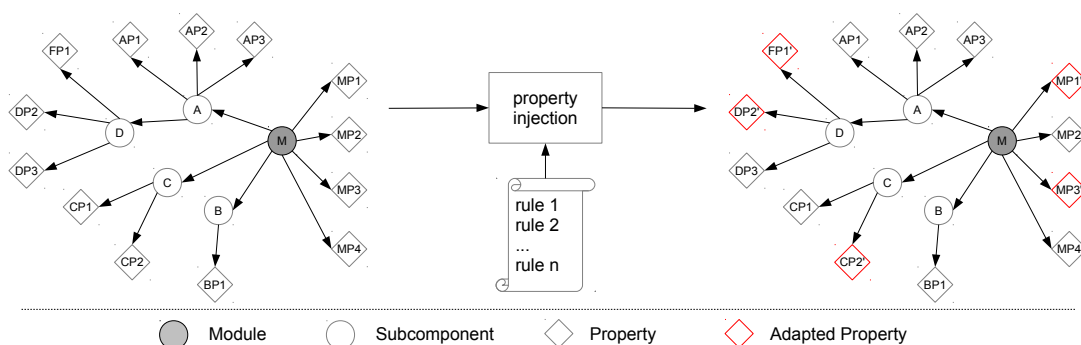 FP1
AP1
AP2
AP3
MP1
DP2
D
A
M
MP2
DP3
C
MP3
CP1
B
CP2
BP1
MP4
property
injection
rule 1
rule 2
...
rule n
FP1'
AP1
AP2
AP3
MP1'
DP2'
D
A
M
MP2
DP3
C
MP3'
CP1
B
CP2'
BP1
MP4
Module
Subcomponent
Property
Adapted Property